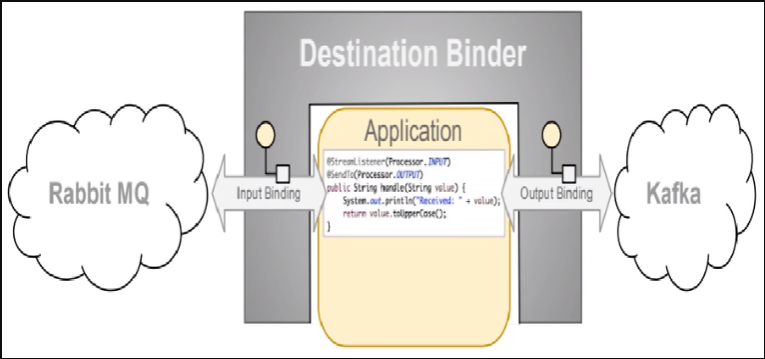 Destination Binder
Application
@StreamListener(Processor.INPUT)
@SendTo(Processor.OUTPUT)
public String handle(String value) {
System.out.println("Received: " + value);
return value.toUpperCase();
}
Rabbit MQ
Input Binding
Output Binding
Kafka